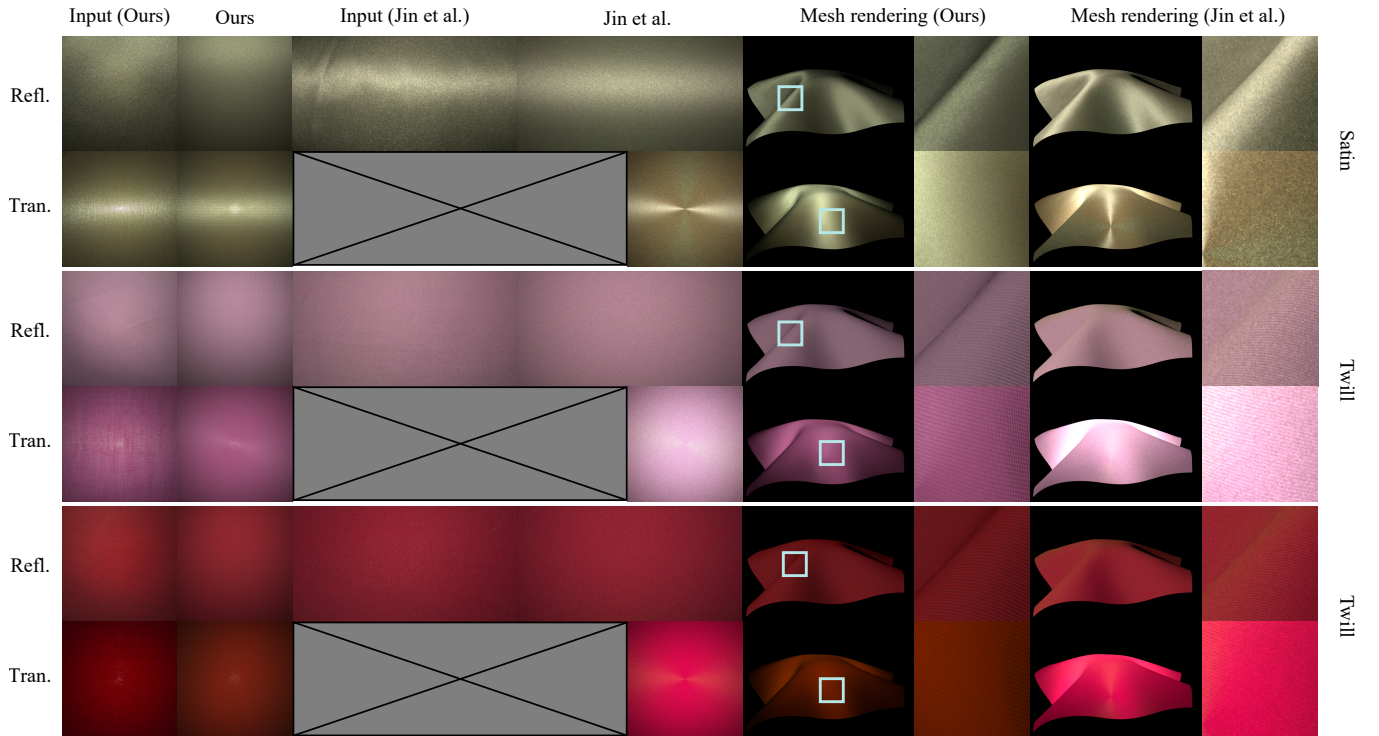 Input (Ours)
Ours
Input (Jin et al.)
Jin et al.
Mesh rendering (Ours)
Mesh rendering (Jin et al.)
Refl.
Tran.
Satin
Refl.
Tran.
Twill
Refl.
Tran.
Twill